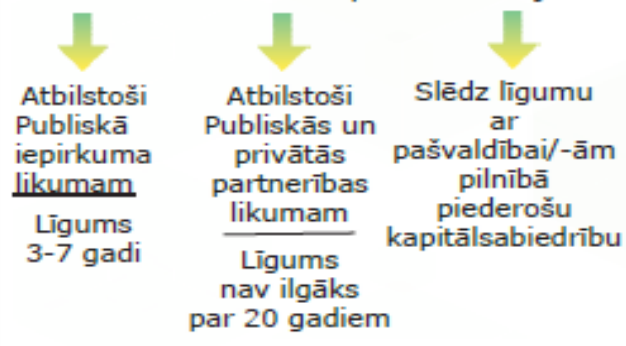 Atbilstoši
Publiskā
iepirkuma
likumam
Līgums
3-7 gadi
Atbilstoši
Publiskās un
privātās
partnerības
likumam
Līgums
nav ilgāks
par 20 gadiem
Slēdz līgumu
ar
pašvaldībai/-ām
pilnībā
piederošu
kapitālsabiedrību